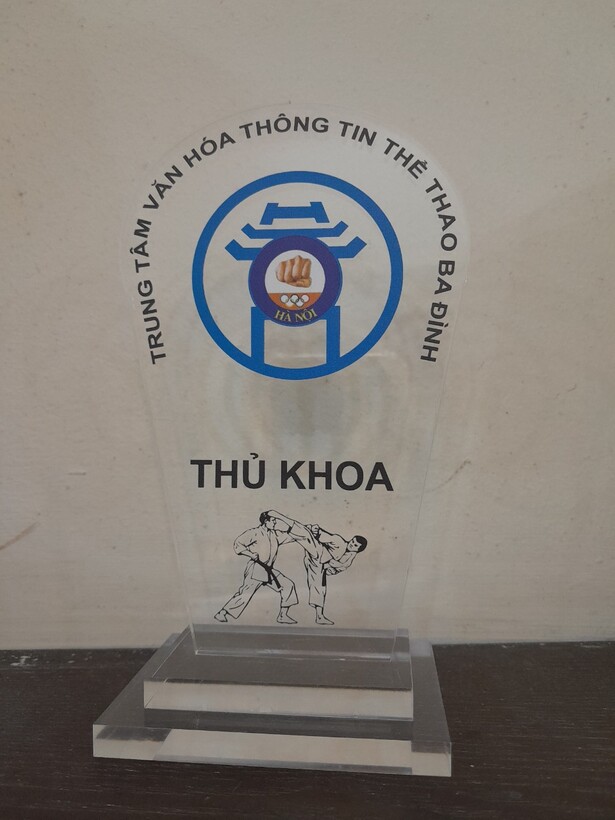 TRUNG TÂM VĂN HÓA THÔNG TIN THỂ THAO BA ĐÌNH
HÀ NỘI
THỦ KHOA